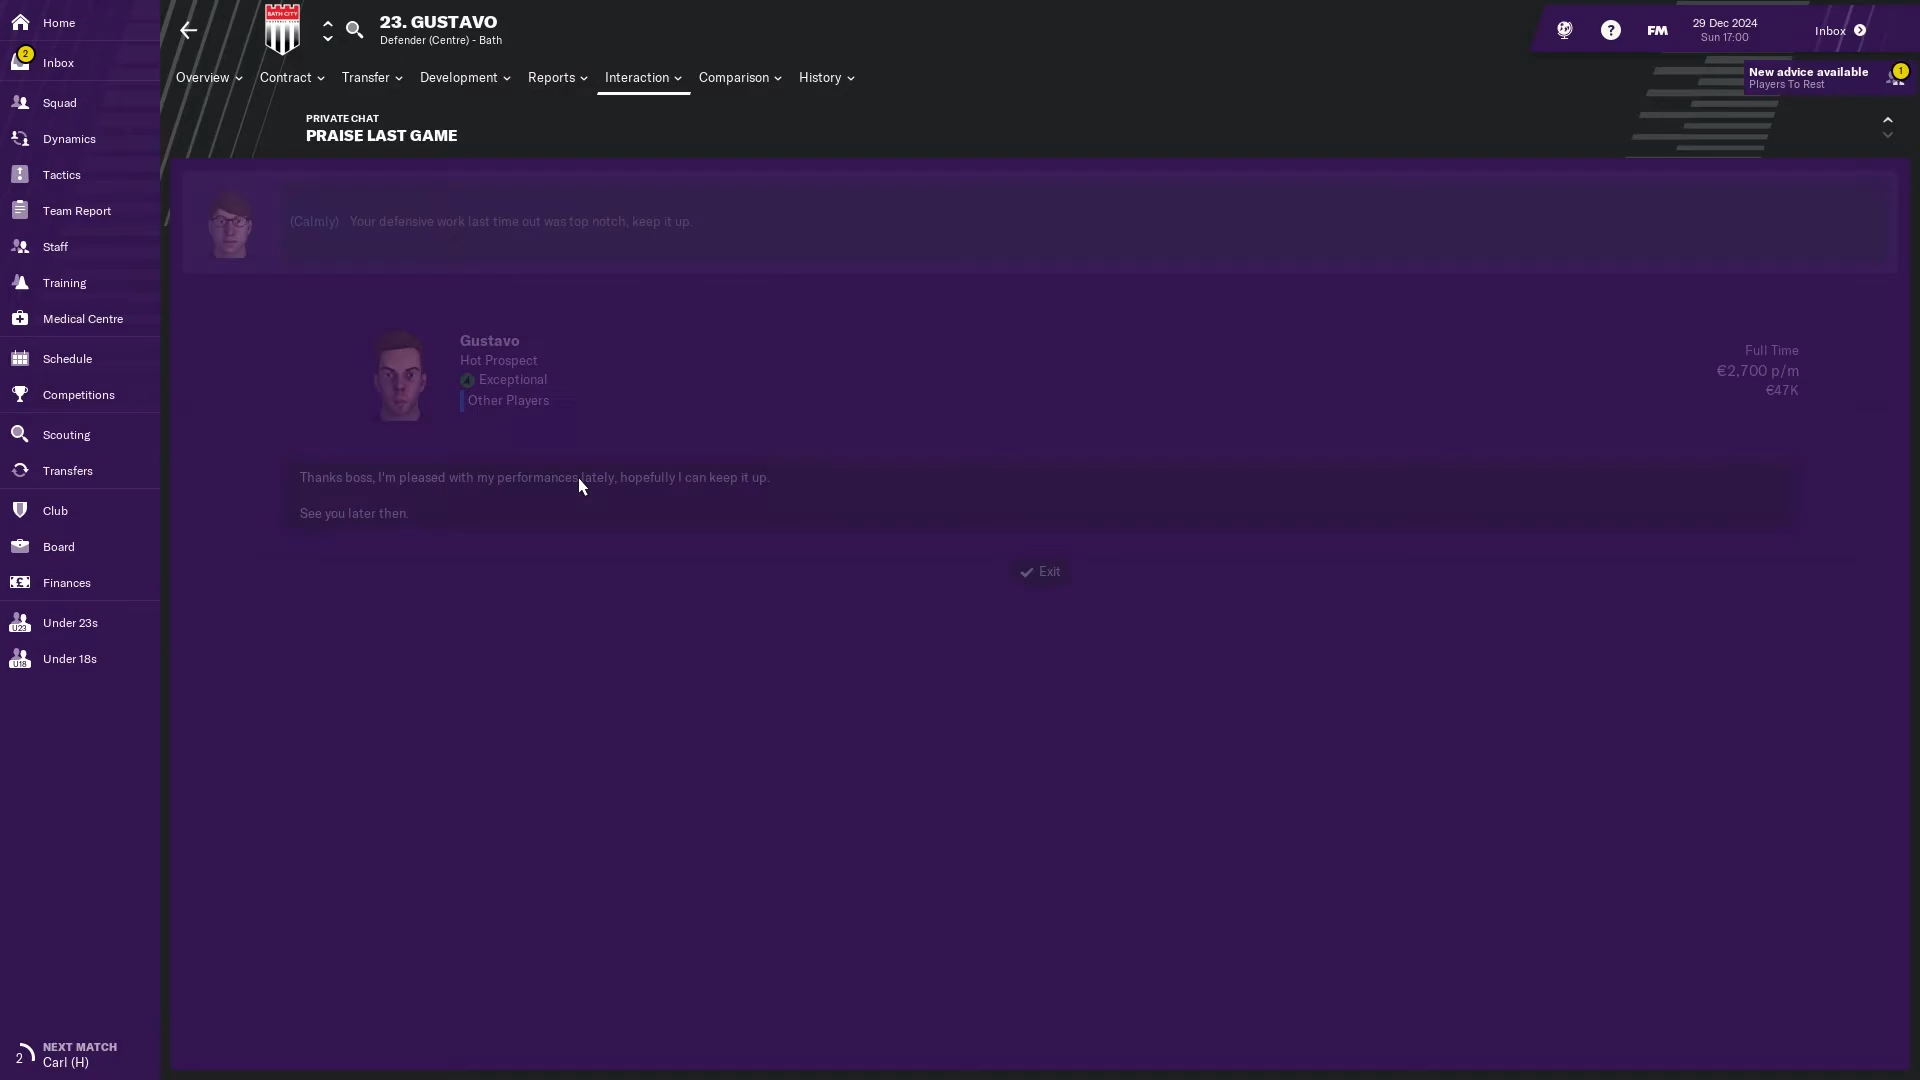 Home
2
Inbox
Squad
Dynamics
Tactics
Team Report
Staff
Training
Medical Centre
Schedule
Competitions
Scouting
Transfers
Club
Board
Finances
U23
Under 23s
U18
Under 18s
2
NEXT MATCH
Carl (H)
BATH CITY
23. GUSTAVO
Defender (Centre) - Bath
?
FM
29 Dec 2024
Sun 17:00
Inbox
Overview
Contract
Transfer
Development
Reports
Interaction
Comparison
History
New advice available
Players To Rest
1
PRIVATE CHAT
PRAISE LAST GAME
(Calmly) Your defensive work last time out was top notch, keep it up.
Gustavo
Hot Prospect
Exceptional
Other Players
Full Time
€2,700 p/m
€47K
Thanks boss, I'm pleased with my performances lately, hopefully I can keep it up.
See you later then.
Exit